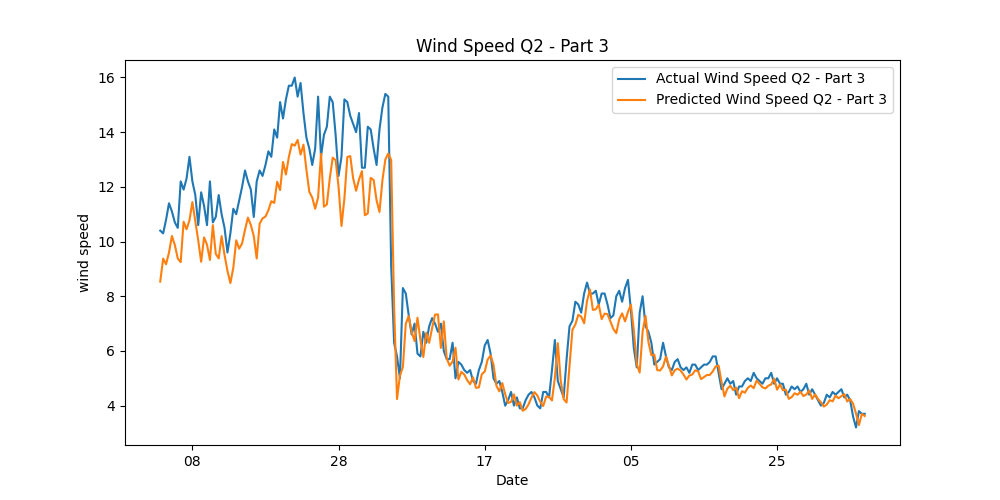 Wind Speed Q2 - Part 3
Actual Wind Speed Q2 - Part 3
Predicted Wind Speed Q2 - Part 3
16
14
12
10
8
6
4
wind speed
08
28
17
05
25
Date